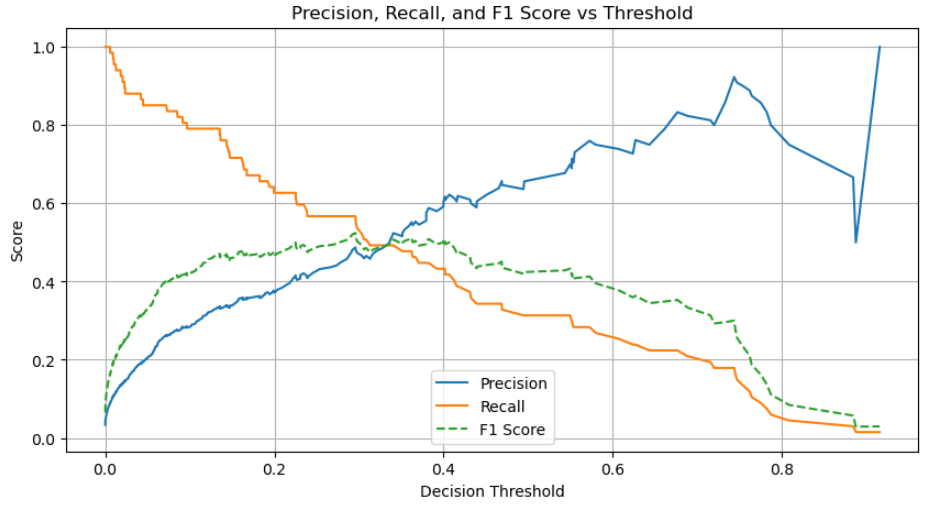 Precision, Recall, and F1 Score vs Threshold
1.0
0.8
0.6
0.4
0.2
0.0
Score
Precision
Recall
F1 Score
0.0 0.2 0.4 0.6 0.8
Decision Threshold